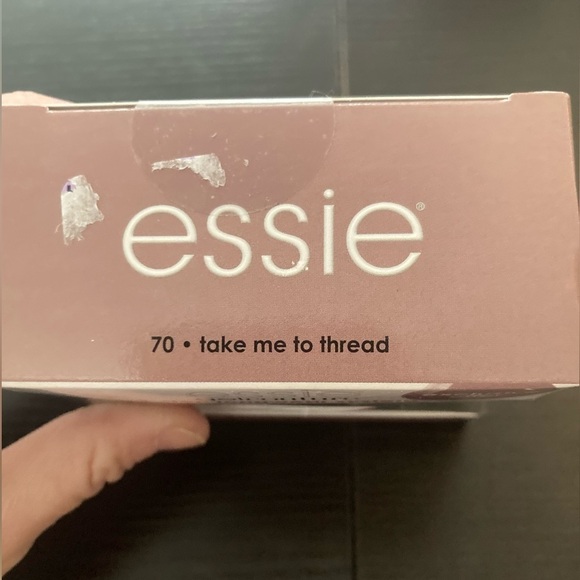 essie®
70 • take me to thread